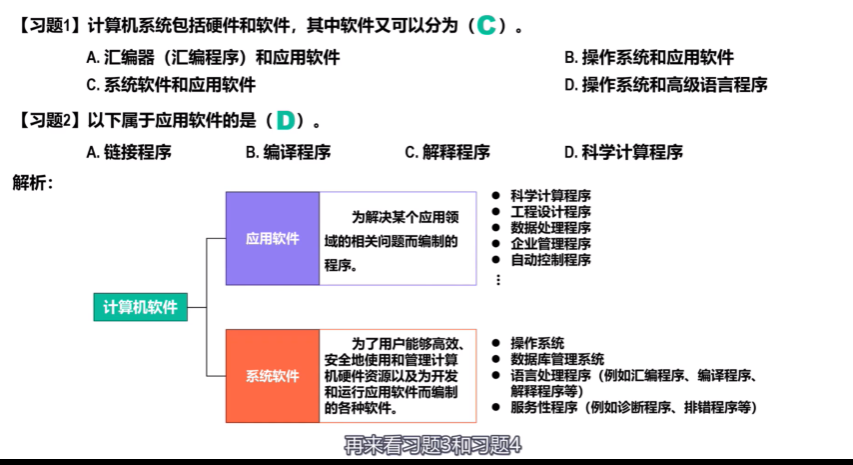 【习题1】计算机系统包括硬件和软件，其中软件又可以分为（C）。
A. 汇编器（汇编程序）和应用软件 B. 操作系统和应用软件
C. 系统软件和应用软件 D. 操作系统和高级语言程序
【习题2】以下属于应用软件的是（D）。
A. 链接程序 B. 编译程序 C. 解释程序 D. 科学计算程序
解析：
计算机软件
应用软件
为解决某个应用领
域的相关问题而编制的
程序。
● 科学计算程序
● 工程设计程序
● 数据处理程序
● 企业管理程序
● 自动控制程序
⋮
系统软件
为了用户能够高效、
安全地使用和管理计算
机硬件资源以及为开发
和运行应用软件而编制
的各种软件。
● 操作系统
● 数据库管理系统
● 语言处理程序（例如汇编程序、编译程序、
解释程序等）
● 服务性程序（例如诊断程序、排错程序等）
再来看习题3和习题4